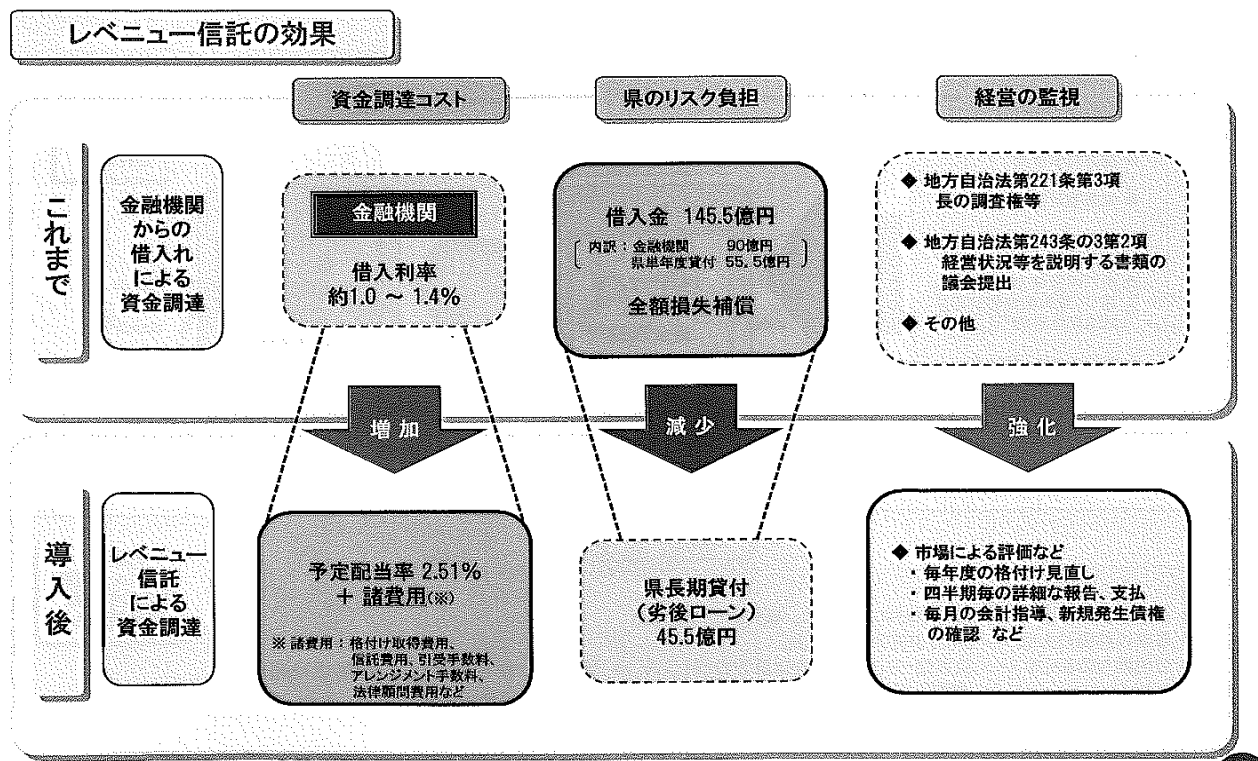 レベニュー信託の効果
資金調達コスト
県のリスク負担
経営の監視
これまで
金融機関
からの
借入れ
による
資金調達
金融機関
借入利率
約1.0 ～ 1.4%
借入金 145.5億円
内訳：金融機関 90億円
県単年度貸付 55.5億円
全額損失補償
◆ 地方自治法第221条第3項
長の調査権等
◆ 地方自治法第243条の3第2項
経営状況等を説明する書類の
議会提出
◆ その他
増加
減少
強化
導入後
レベニュー
信託
による
資金調達
予定配当率 2.51%
＋ 諸費用(※)
※ 諸費用：格付け取得費用、
信託費用、引受手数料、
アレンジメント手数料、
法律顧問費用など
県長期貸付
(劣後ローン)
45.5億円
◆ 市場による評価など
・毎年度の格付け見直し
・四半期毎の詳細な報告、支払
・毎月の会計指導、新規発生債権
の確認 など